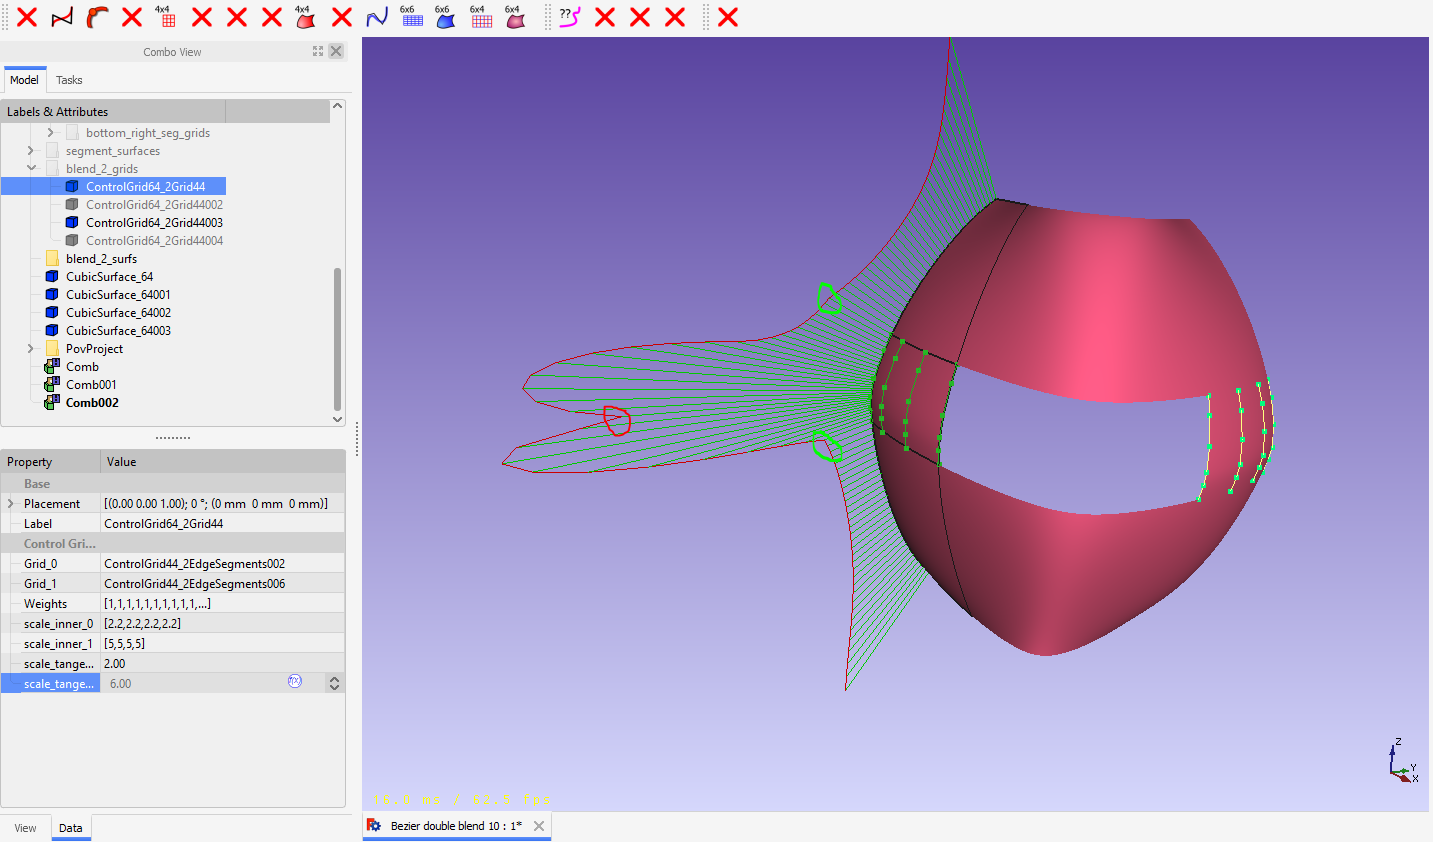 4x4 4x4 6x6 6x6 6x4 6x4 ??
Combo View
Model Tasks
Labels & Attributes
bottom_right_seg_grids
segment_surfaces
blend_2_grids
ControlGrid64_2Grid44
ControlGrid64_2Grid44002
ControlGrid64_2Grid44003
ControlGrid64_2Grid44004
blend_2_surfs
CubicSurface_64
CubicSurface_64001
CubicSurface_64002
CubicSurface_64003
PovProject
Comb
Comb001
Comb002
Property Value
Base
Placement [(0.00 0.00 1.00); 0 °; (0 mm 0 mm 0 mm)]
Label ControlGrid64_2Grid44
Control Gri...
Grid_0 ControlGrid44_2EdgeSegments002
Grid_1 ControlGrid44_2EdgeSegments006
Weights [1,1,1,1,1,1,1,1,1,1,...]
scale_inner_0 [2.2,2.2,2.2,2.2]
scale_inner_1 [5,5,5,5]
scale_tange... 2.00
scale_tange... 6.00 f(x)
Z
Y
X
View Data
Bezier double blend 10 : 1*